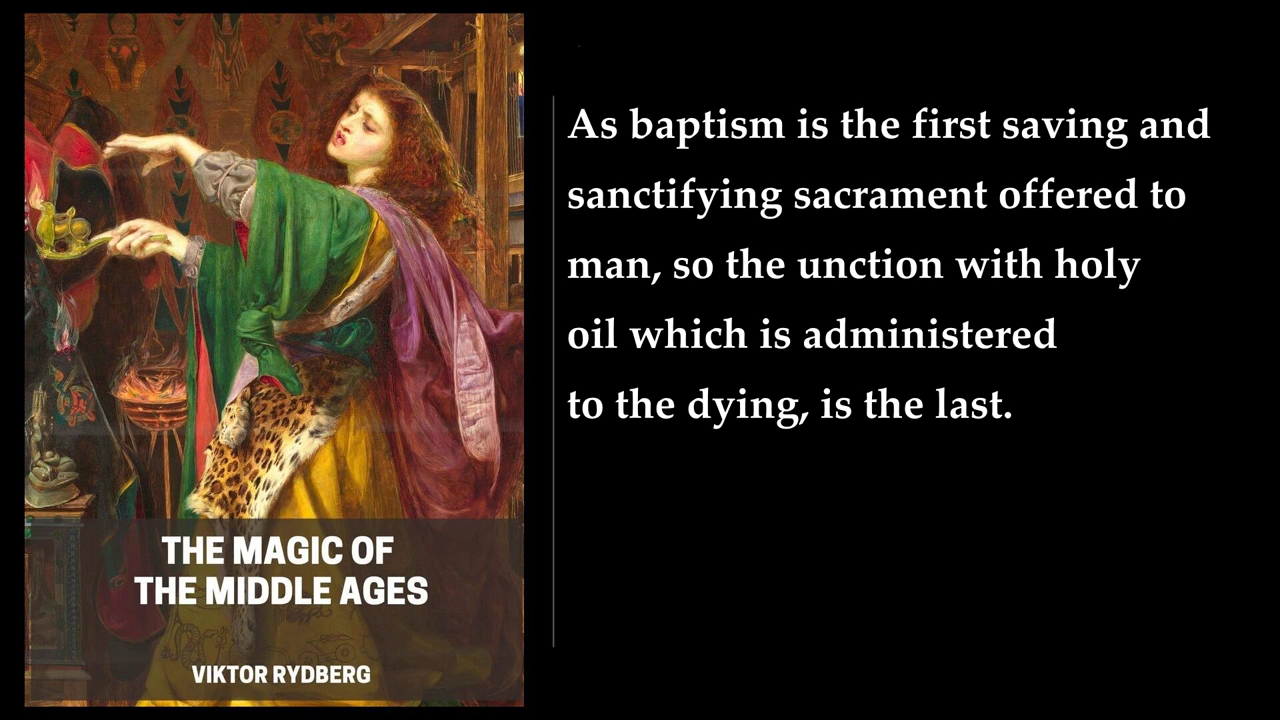 As baptism is the first saving and
sanctifying sacrament offered to
man, so the unction with holy
oil which is administered
to the dying, is the last.
THE MAGIC OF
THE MIDDLE AGES
VIKTOR RYDBERG